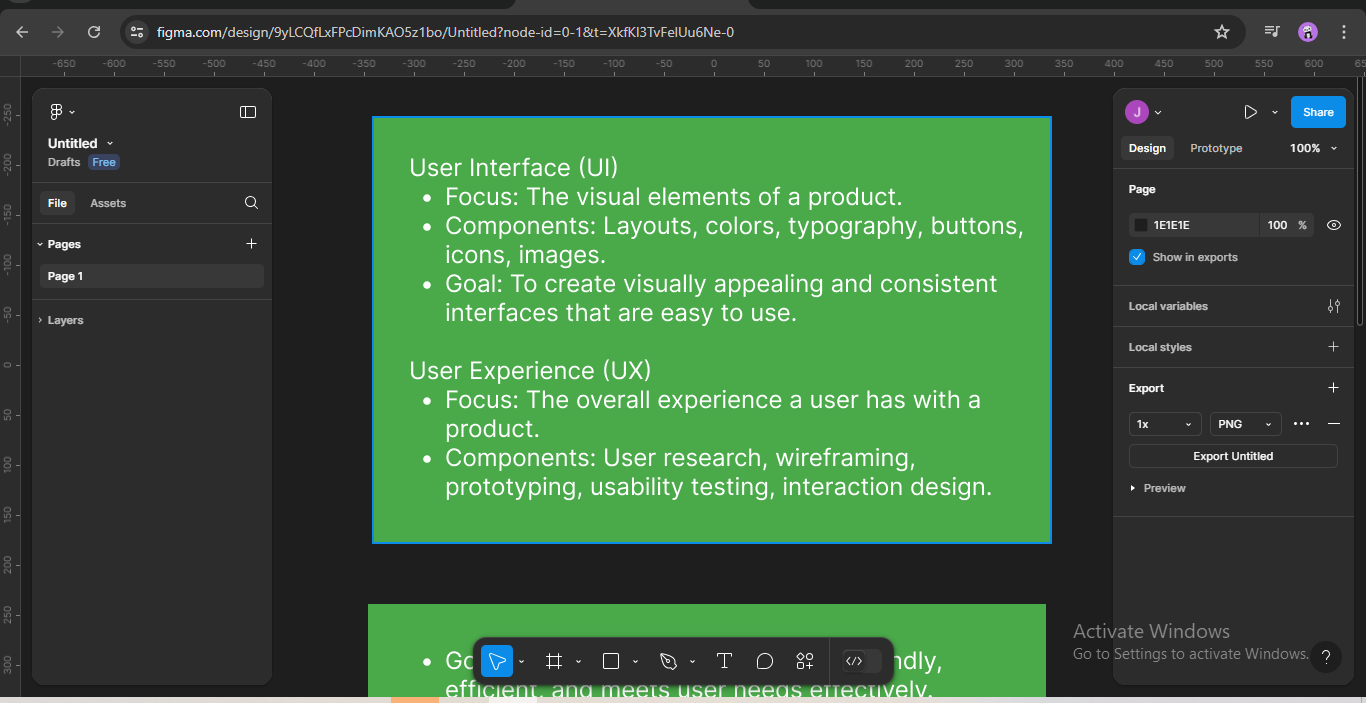 figma.com/design/9yLCQfLxFPcDimKAO5z1bo/Untitled?node-id=0-1&t=XkfKI3TvFelUu6Ne-0
-650 -600 -550 -500 -450 -400 -350 -300 -250 -200 -150 -100 -50 0 50 100 150 200 250 300 350 400 450 500 550 600 65
-250
-200
-150
-100
-50
0
50
100
150
200
250
300
Untitled
Drafts Free
File Assets
Pages
Page 1
Layers
User Interface (UI)
• Focus: The visual elements of a product.
• Components: Layouts, colors, typography, buttons,
icons, images.
• Goal: To create visually appealing and consistent
interfaces that are easy to use.
User Experience (UX)
• Focus: The overall experience a user has with a
product.
• Components: User research, wireframing,
prototyping, usability testing, interaction design.
• Go ndly,
efficient, and meets user needs effectively.
J Share
Design Prototype 100%
Page
1E1E1E 100 %
Show in exports
Local variables
Local styles
Export
1x PNG
Export Untitled
Preview
Activate Windows
Go to Settings to activate Windows.
?